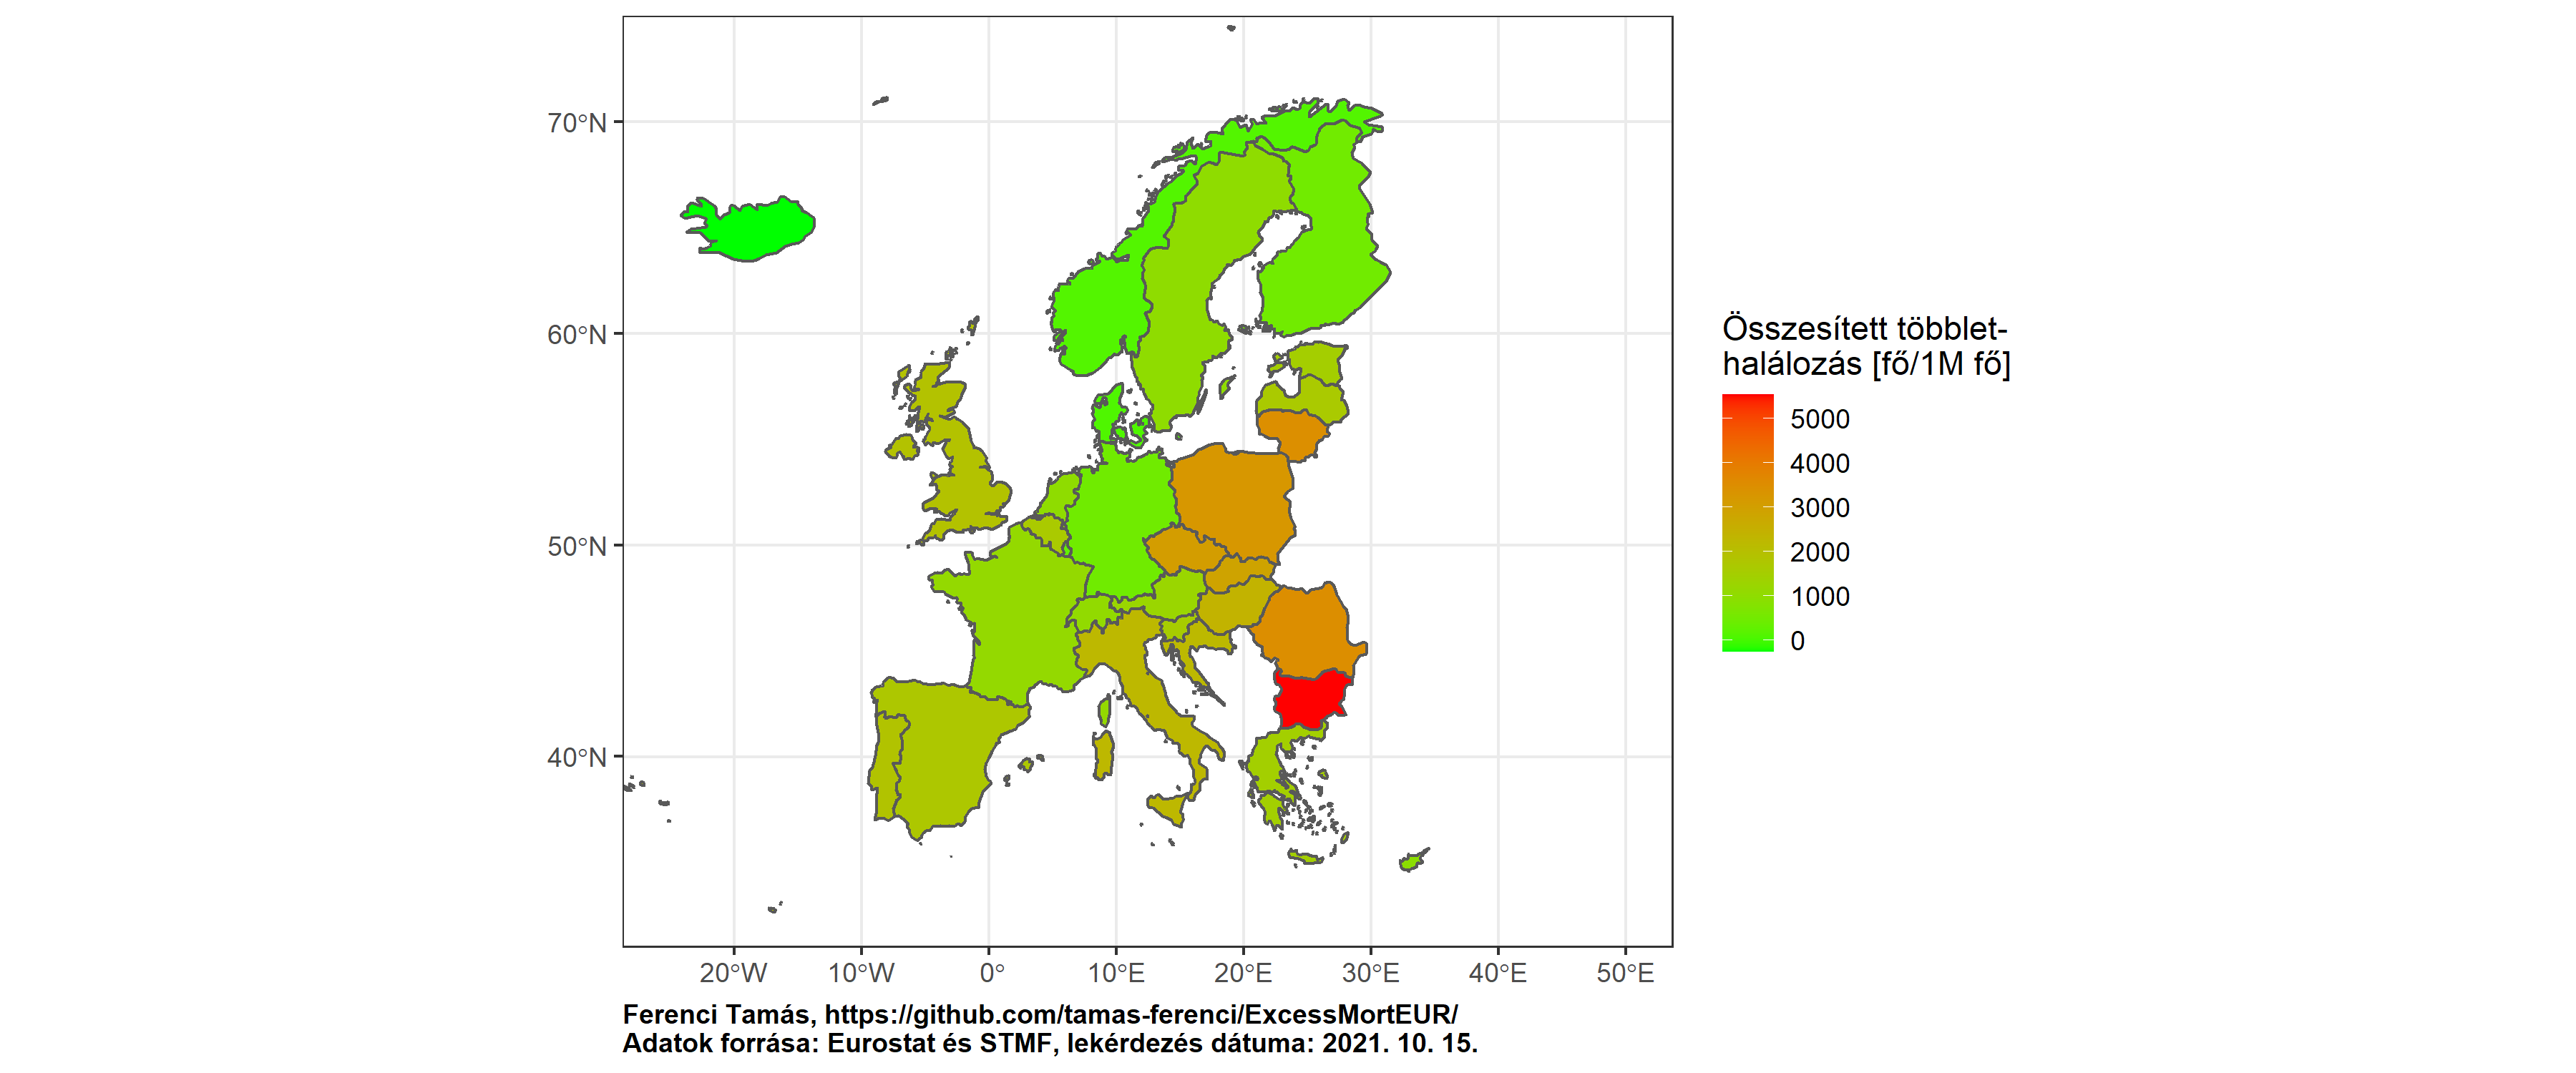 70°N
60°N
50°N
40°N
20°W 10°W 0° 10°E 20°E 30°E 40°E 50°E
Összesített többlet-
halálozás [fő/1M fő]
5000
4000
3000
2000
1000
0
Ferenci Tamás, https://github.com/tamas-ferenci/ExcessMortEUR/
Adatok forrása: Eurostat és STMF, lekérdezés dátuma: 2021. 10. 15.